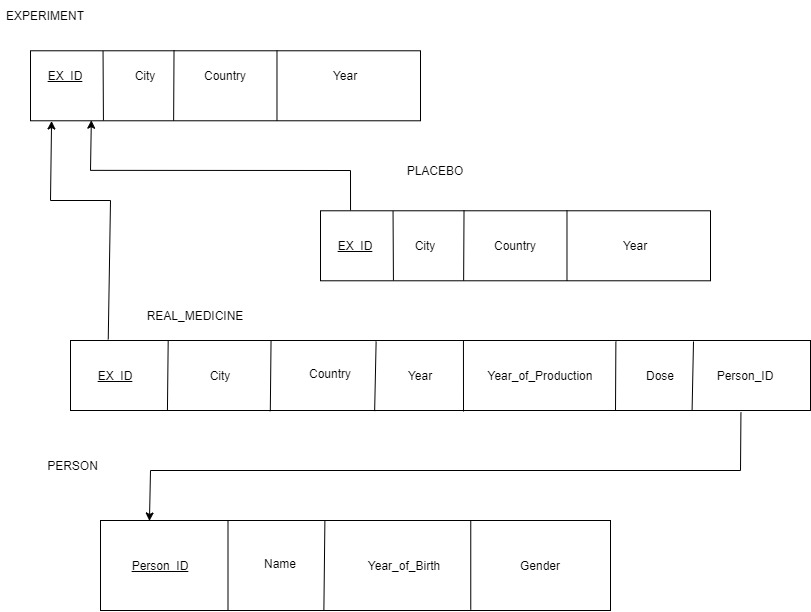 EXPERIMENT
EX_ID City Country Year
PLACEBO
EX_ID City Country Year
REAL_MEDICINE
EX_ID City Country Year Year_of_Production Dose Person_ID
PERSON
Person_ID Name Year_of_Birth Gender